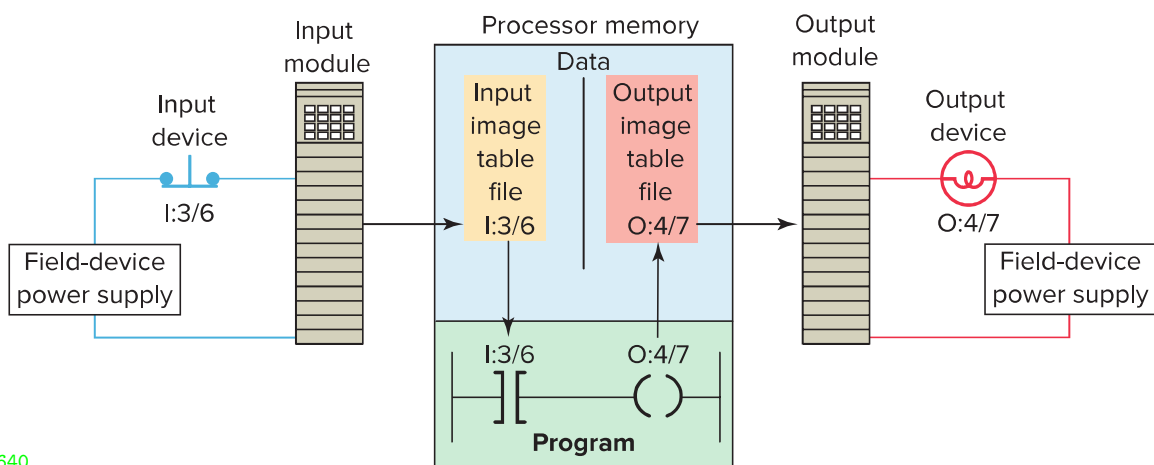 Processor memory
Input
module
Output
module
Data
Input
device
Input
image
table
file
I:3/6
Output
image
table
file
O:4/7
Output
device
I:3/6
O:4/7
Field-device
power supply
Field-device
power supply
I:3/6
O:4/7
Program
640